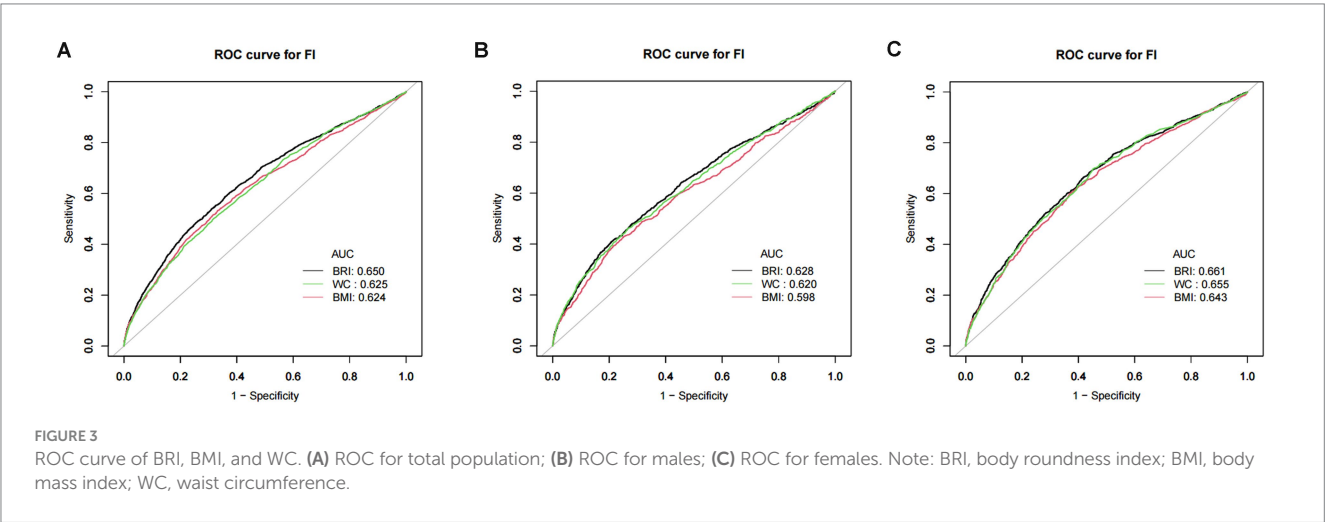 A
ROC curve for FI
Sensitivity
1.0
0.8
0.6
0.4
0.2
0.0
AUC
BRI: 0.650
WC : 0.625
BMI: 0.624
0.0 0.2 0.4 0.6 0.8 1.0
1 − Specificity
B
ROC curve for FI
Sensitivity
1.0
0.8
0.6
0.4
0.2
0.0
AUC
BRI: 0.628
WC : 0.620
BMI: 0.598
0.0 0.2 0.4 0.6 0.8 1.0
1 − Specificity
C
ROC curve for FI
Sensitivity
1.0
0.8
0.6
0.4
0.2
0.0
AUC
BRI: 0.661
WC : 0.655
BMI: 0.643
0.0 0.2 0.4 0.6 0.8 1.0
1 − Specificity
FIGURE 3
ROC curve of BRI, BMI, and WC. (A) ROC for total population; (B) ROC for males; (C) ROC for females. Note: BRI, body roundness index; BMI, body
mass index; WC, waist circumference.